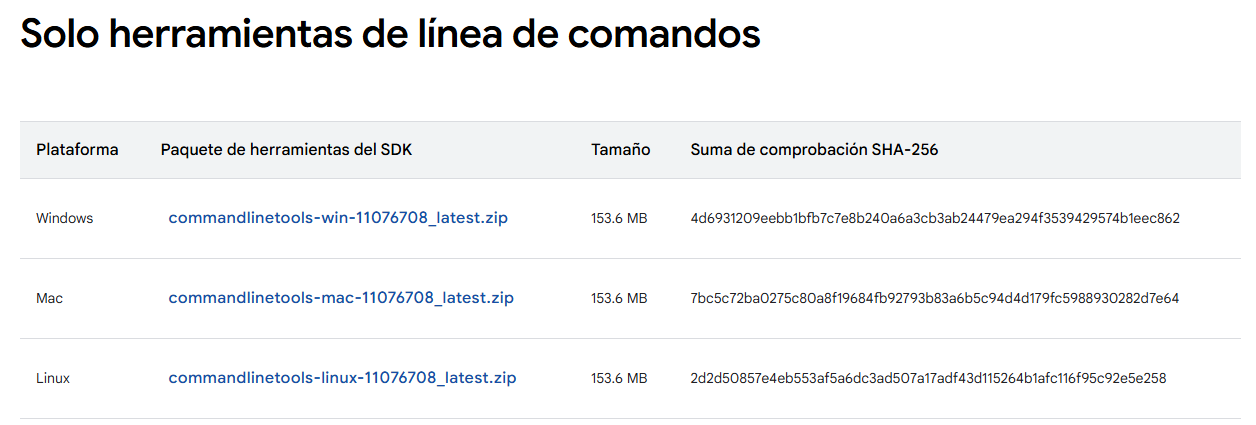 Solo herramientas de línea de comandos
Plataforma Paquete de herramientas del SDK Tamaño Suma de comprobación SHA-256
Windows commandlinetools-win-11076708_latest.zip 153.6 MB 4d6931209eebb1bfb7c7e8b240a6a3cb3ab24479ea294f3539429574b1eec862
Mac commandlinetools-mac-11076708_latest.zip 153.6 MB 7bc5c72ba0275c80a8f19684fb92793b83a6b5c94d4d179fc5988930282d7e64
Linux commandlinetools-linux-11076708_latest.zip 153.6 MB 2d2d50857e4eb553af5a6dc3ad507a17adf43d115264b1afc116f95c92e5e258